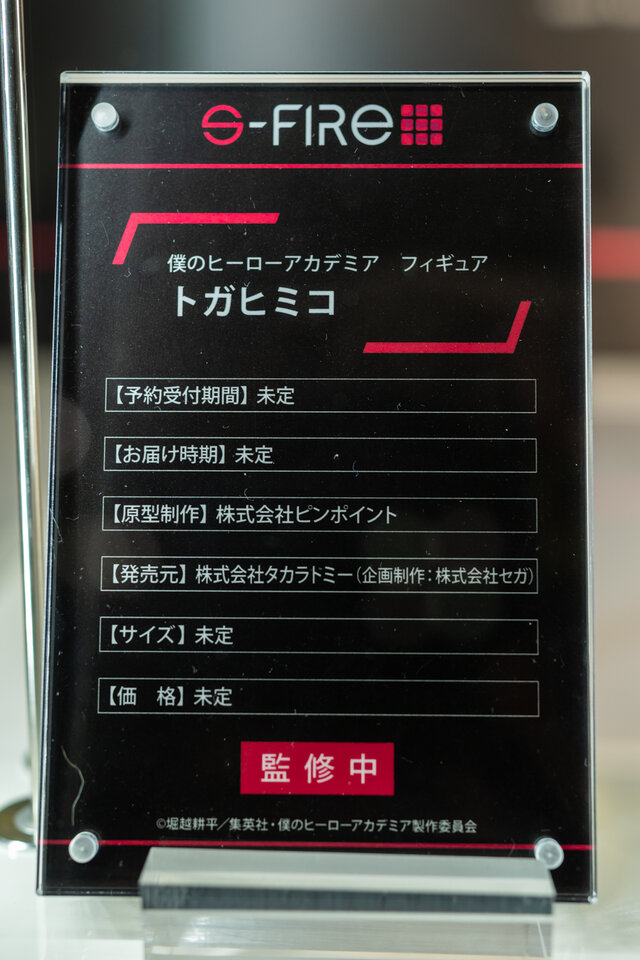 S-FIRE
僕のヒーローアカデミア　フィギュア
トガヒミコ
【予約受付期間】未定
【お届け時期】未定
【原型制作】株式会社ピンポイント
【発売元】株式会社タカラトミー（企画制作：株式会社セガ）
【サイズ】未定
【価　格】未定
監修中
©堀越耕平／集英社・僕のヒーローアカデミア製作委員会